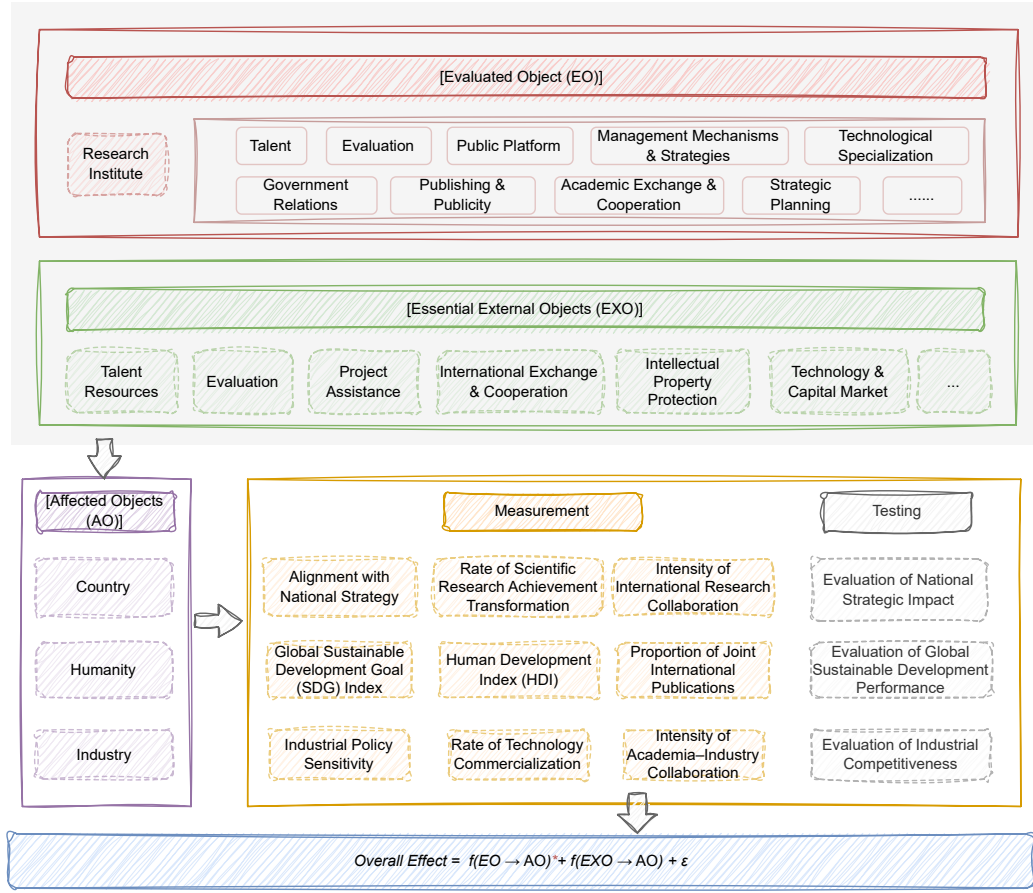 [Evaluated Object (EO)]
Research
Institute
Talent
Evaluation
Public Platform
Management Mechanisms
& Strategies
Technological
Specialization
Government
Relations
Publishing &
Publicity
Academic Exchange &
Cooperation
Strategic
Planning
......
[Essential External Objects (EXO)]
Talent
Resources
Evaluation
Project
Assistance
International Exchange
& Cooperation
Intellectual
Property
Protection
Technology &
Capital Market
...
[Affected Objects
(AO)]
Country
Humanity
Industry
Measurement
Testing
Alignment with
National Strategy
Rate of Scientific
Research Achievement
Transformation
Intensity of
International Research
Collaboration
Evaluation of National
Strategic Impact
Global Sustainable
Development Goal
(SDG) Index
Human Development
Index (HDI)
Proportion of Joint
International
Publications
Evaluation of Global
Sustainable Development
Performance
Industrial Policy
Sensitivity
Rate of Technology
Commercialization
Intensity of
Academia–Industry
Collaboration
Evaluation of Industrial
Competitiveness
Overall Effect = f(EO → AO)*+ f(EXO → AO) + ε